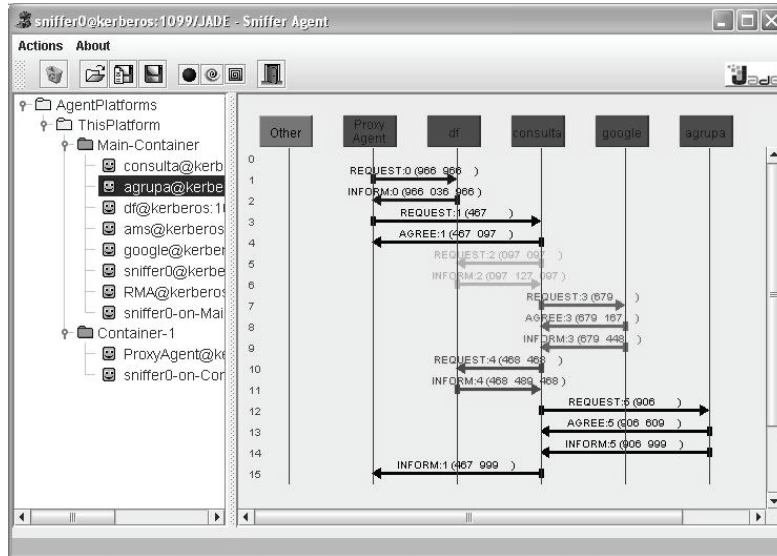 sniffer0@kerberos:1099/JADE - Sniffer Agent
Actions About
Jade
AgentPlatforms
ThisPlatform
Main-Container
consulta@kerb
agrupa@kerbe
df@kerberos:1
ams@kerberos
google@kerber
sniffer0@kerbe
RMA@kerberos
sniffer0-on-Mai
Container-1
ProxyAgent@ke
sniffer0-on-Cor
Other
Proxy
Agent
df
consulta
google
agrupa
0
REQUEST:0 (966 966 )
1
INFORM:0 (966 036 966 )
2
REQUEST:1 (467 )
3
AGREE:1 (467 097 )
4
REQUEST:2 (097 097 )
5
INFORM:2 (097 127 097 )
6
REQUEST:3 (679 )
7
AGREE:3 (679 167 )
8
INFORM:3 (679 448 )
9
REQUEST:4 (468 468 )
10
INFORM:4 (468 489 468 )
11
REQUEST:5 (906 )
12
AGREE:5 (906 609 )
13
INFORM:5 (906 999 )
14
INFORM:1 (467 999 )
15